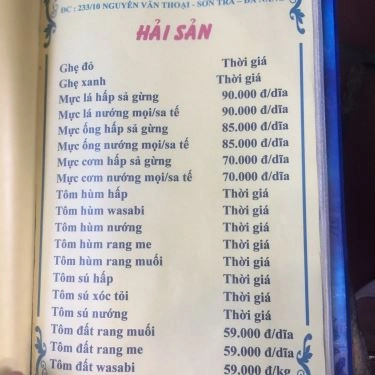 ĐC : 233/10 NGUYỄN VĂN THOẠI - SƠN TRÀ - ĐÀ NẴNG
HẢI SẢN
Ghẹ đỏ Thời giá
Ghẹ xanh Thời giá
Mực lá hấp sả gừng 90.000 đ/dĩa
Mực lá nướng mọi/sa tế 90.000 đ/dĩa
Mực ống hấp sả gừng 85.000 đ/dĩa
Mực ống nướng mọi/sa tế 85.000 đ/dĩa
Mực cơm hấp sả gừng 70.000 đ/dĩa
Mực cơm nướng mọi/sa tế 70.000 đ/dĩa
Tôm hùm hấp Thời giá
Tôm hùm wasabi Thời giá
Tôm hùm nướng Thời giá
Tôm hùm rang me Thời giá
Tôm hùm rang muối Thời giá
Tôm sú hấp Thời giá
Tôm sú xóc tỏi Thời giá
Tôm sú nướng Thời giá
Tôm đất rang muối 59.000 đ/dĩa
Tôm đất rang me 59.000 đ/dĩa
Tôm đất wasabi 59.000 đ/kg